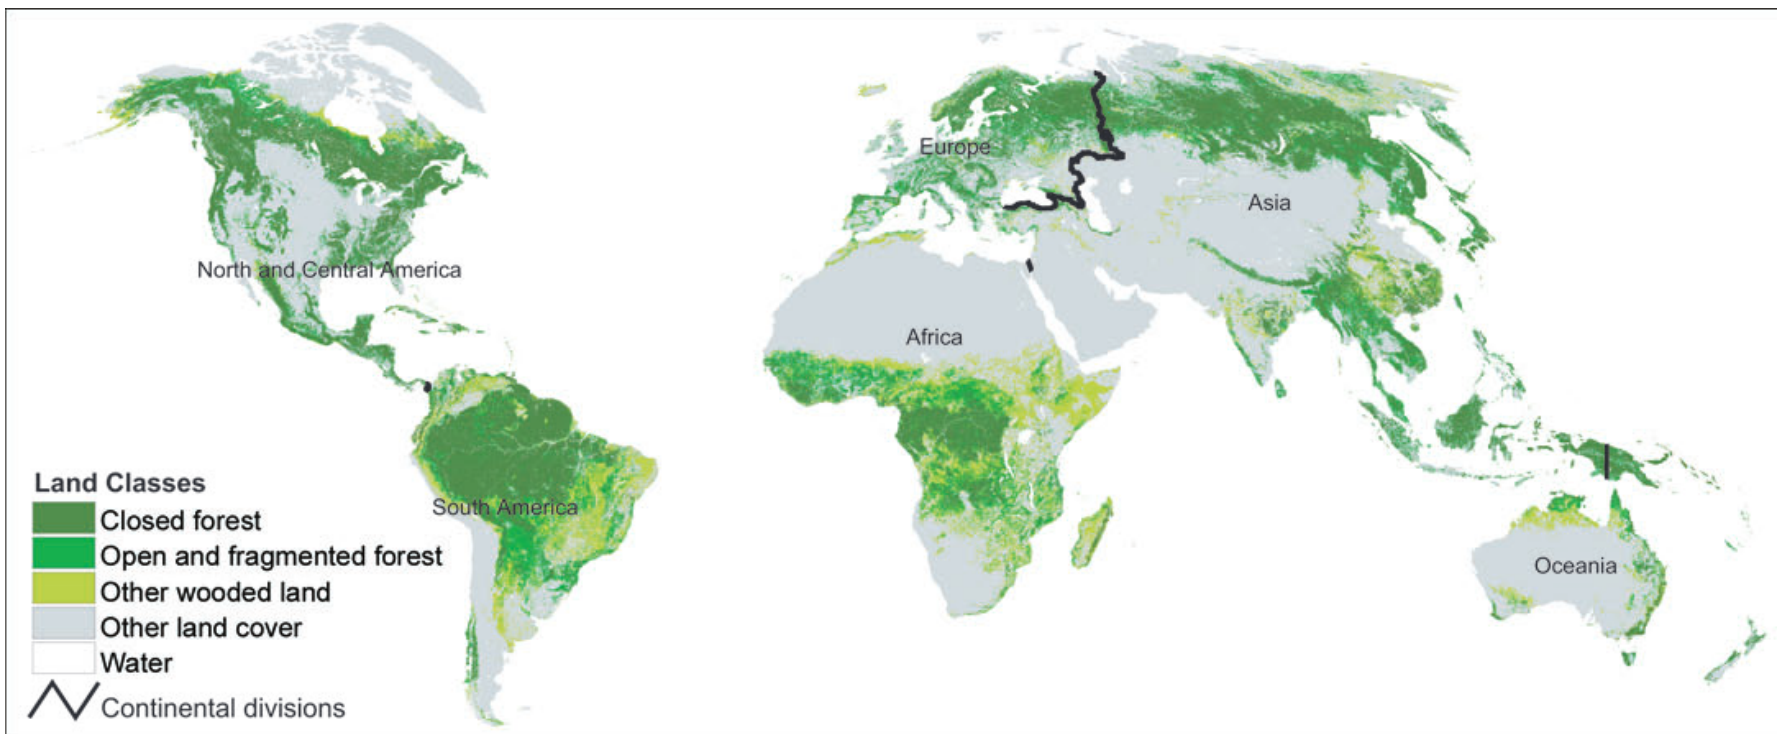 Europe
Asia
North and Central America
Africa
South America
Oceania
Land Classes
Closed forest
Open and fragmented forest
Other wooded land
Other land cover
Water
Continental divisions